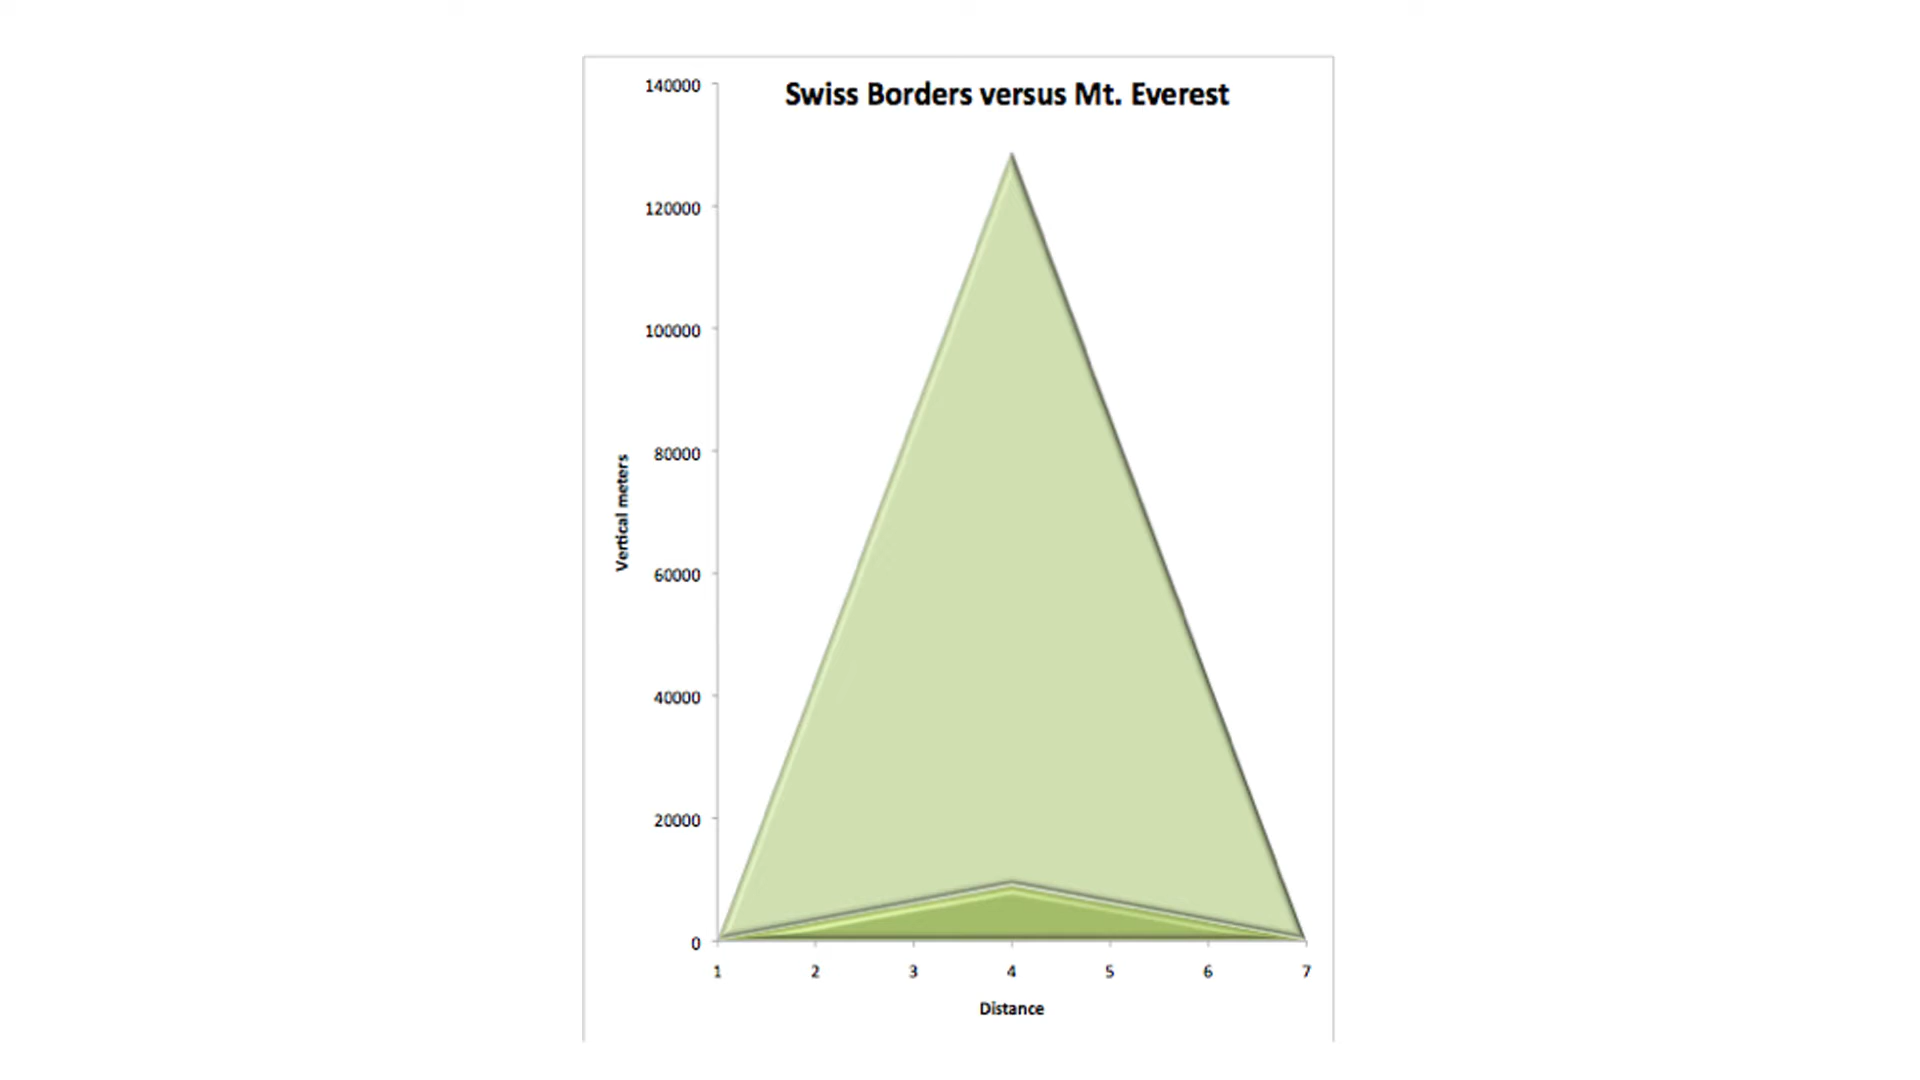 Swiss Borders versus Mt. Everest
140000
120000
100000
80000
60000
40000
20000
0
Vertical meters
1 2 3 4 5 6 7
Distance